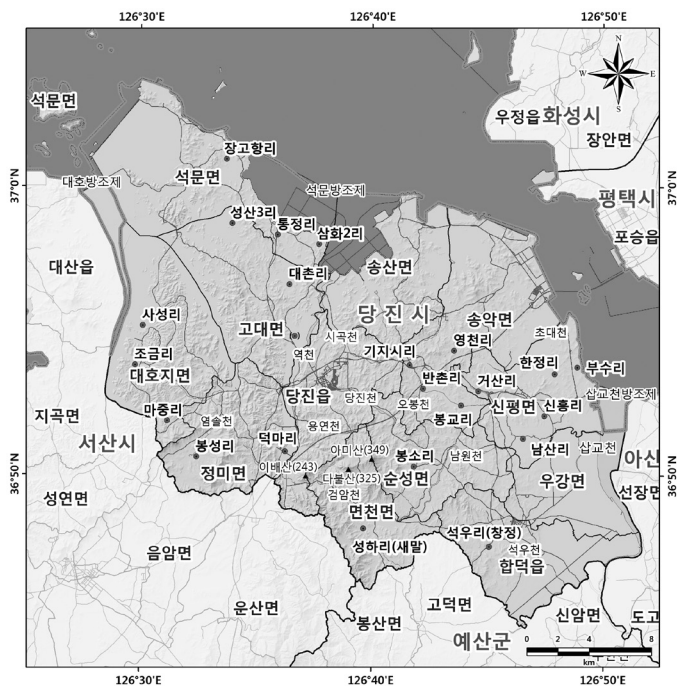 126°30'E 126°40'E 126°50'E
N
W E
S
석문면
우정읍 화성시
장안면
장고항리
대호방조제 석문면 석문방조제
37°0'N 37°0'N
평택시
성산3리
통정리
삼화2리
포승읍
대산읍
대촌리 송산면
사성리
당진시
고대면 송악면
시곡천 영천리 초대천
조금리 역천 기지시리 한정리 부수리
대호지면 반촌리 거산리
당진읍 당진천 오봉천 삽교천방조제
마중리 신평면 신흥리
지곡면 염솔천 용연천 봉교리
서산시 덕마리
봉성리 아미산(349) 봉소리 남원천 남산리 삽교천
정미면 이배산(243) 다불산(325) 순성면 우강면 아산
36°50'N 36°50'N
검암천 선장면
성연면
면천면
석우리(창정)
음암면 성하리(새말) 석우천
합덕읍
운산면 고덕면
봉산면 신암면 도고
예산군
0 2 4 8
km